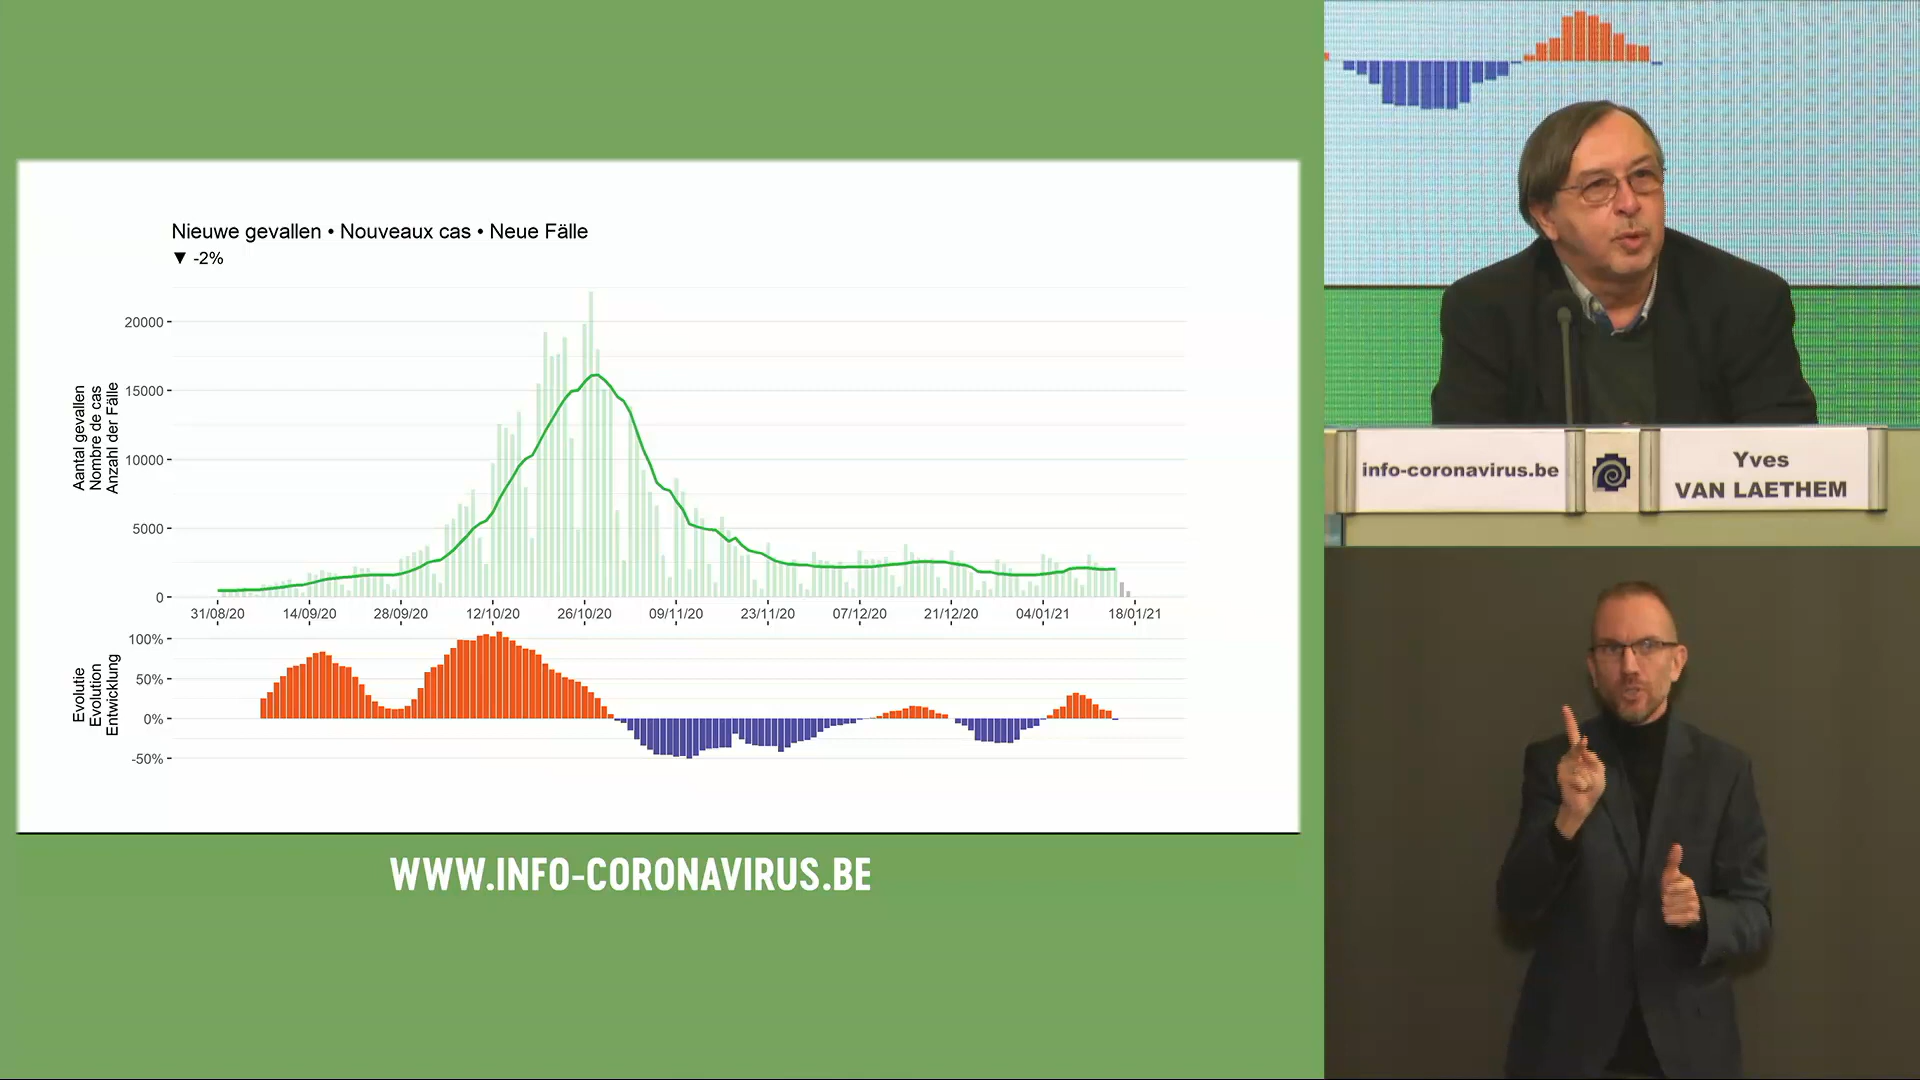 Nieuwe gevallen • Nouveaux cas • Neue Fälle
▼ -2%
Aantal gevallen
Nombre de cas
Anzahl der Fälle
20000
15000
10000
5000
0
31/08/20 14/09/20 28/09/20 12/10/20 26/10/20 09/11/20 23/11/20 07/12/20 21/12/20 04/01/21 18/01/21
Evolutie
Evolution
Entwicklung
100%
50%
0%
-50%
WWW.INFO-CORONAVIRUS.BE
info-coronavirus.be
Yves
VAN LAETHEM